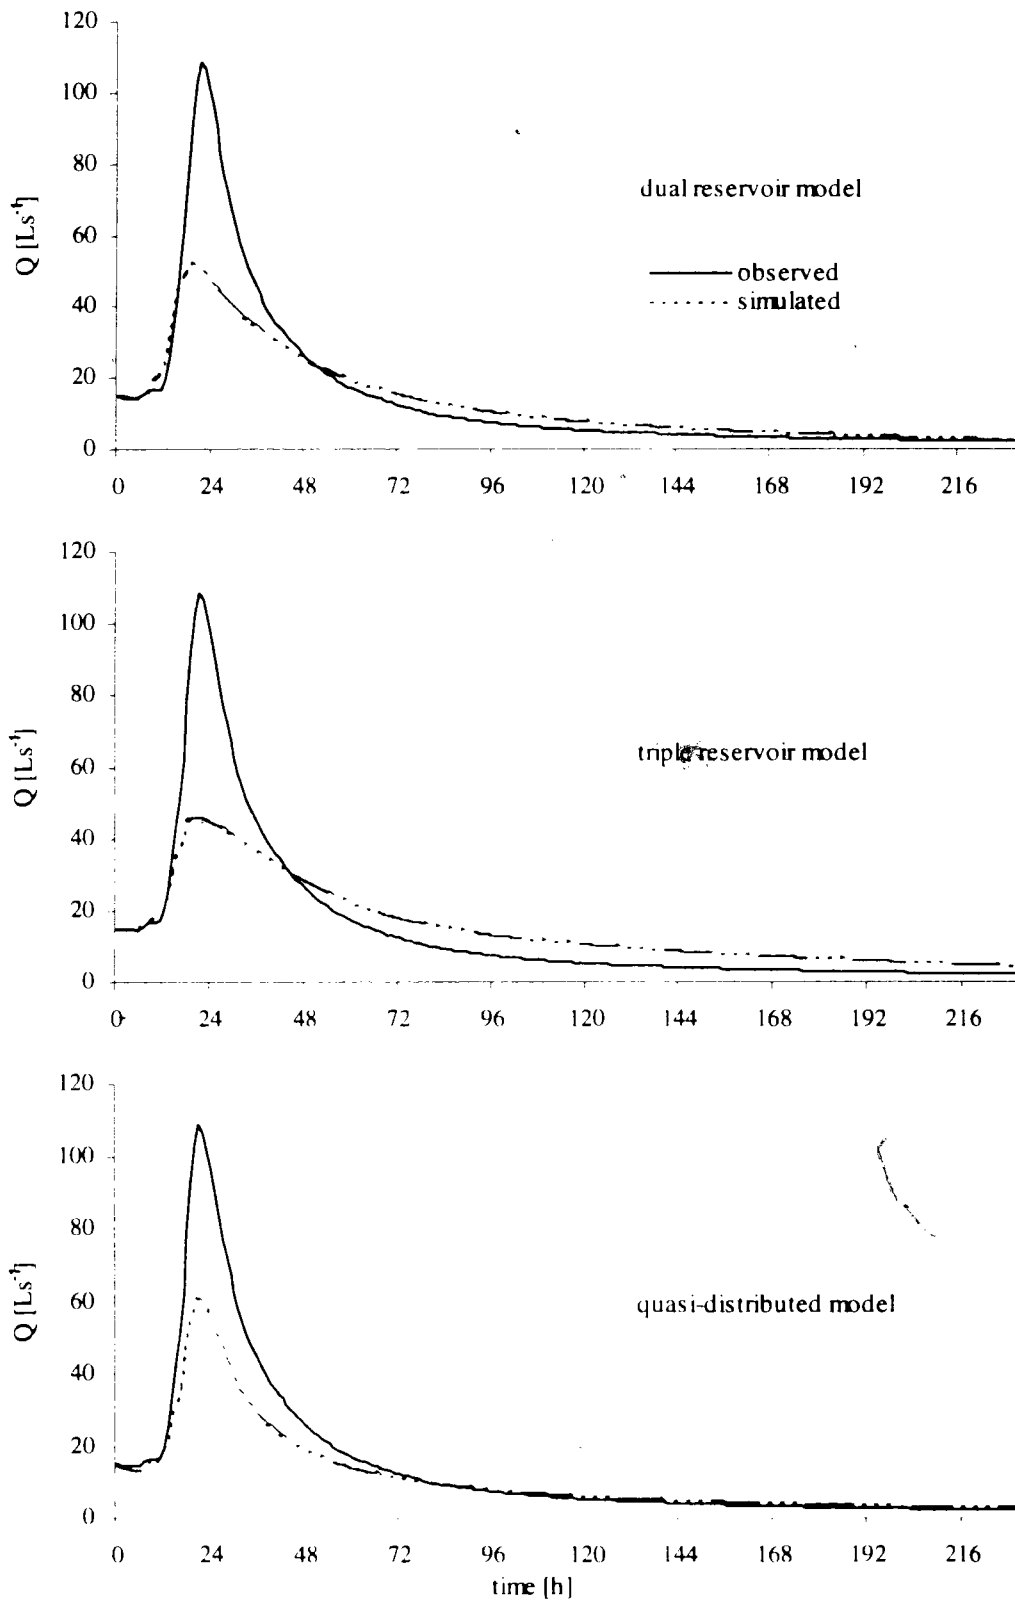 120
100
80
60
40
20
0
Q [Ls⁻¹]
dual reservoir model
observed
simulated
0 24 48 72 96 120 144 168 192 216
120
100
80
60
40
20
0
Q [Ls⁻¹]
triple reservoir model
0 24 48 72 96 120 144 168 192 216
120
100
80
60
40
20
0
Q [Ls⁻¹]
quasi-distributed model
0 24 48 72 96 120 144 168 192 216
time [h]